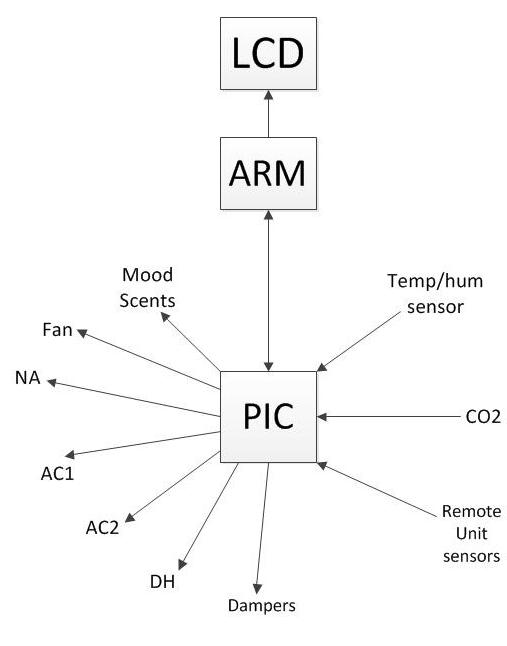 LCD
ARM
Mood
Scents
Temp/hum
sensor
Fan
NA
PIC
CO2
AC1
AC2
Remote
Unit
sensors
DH
Dampers